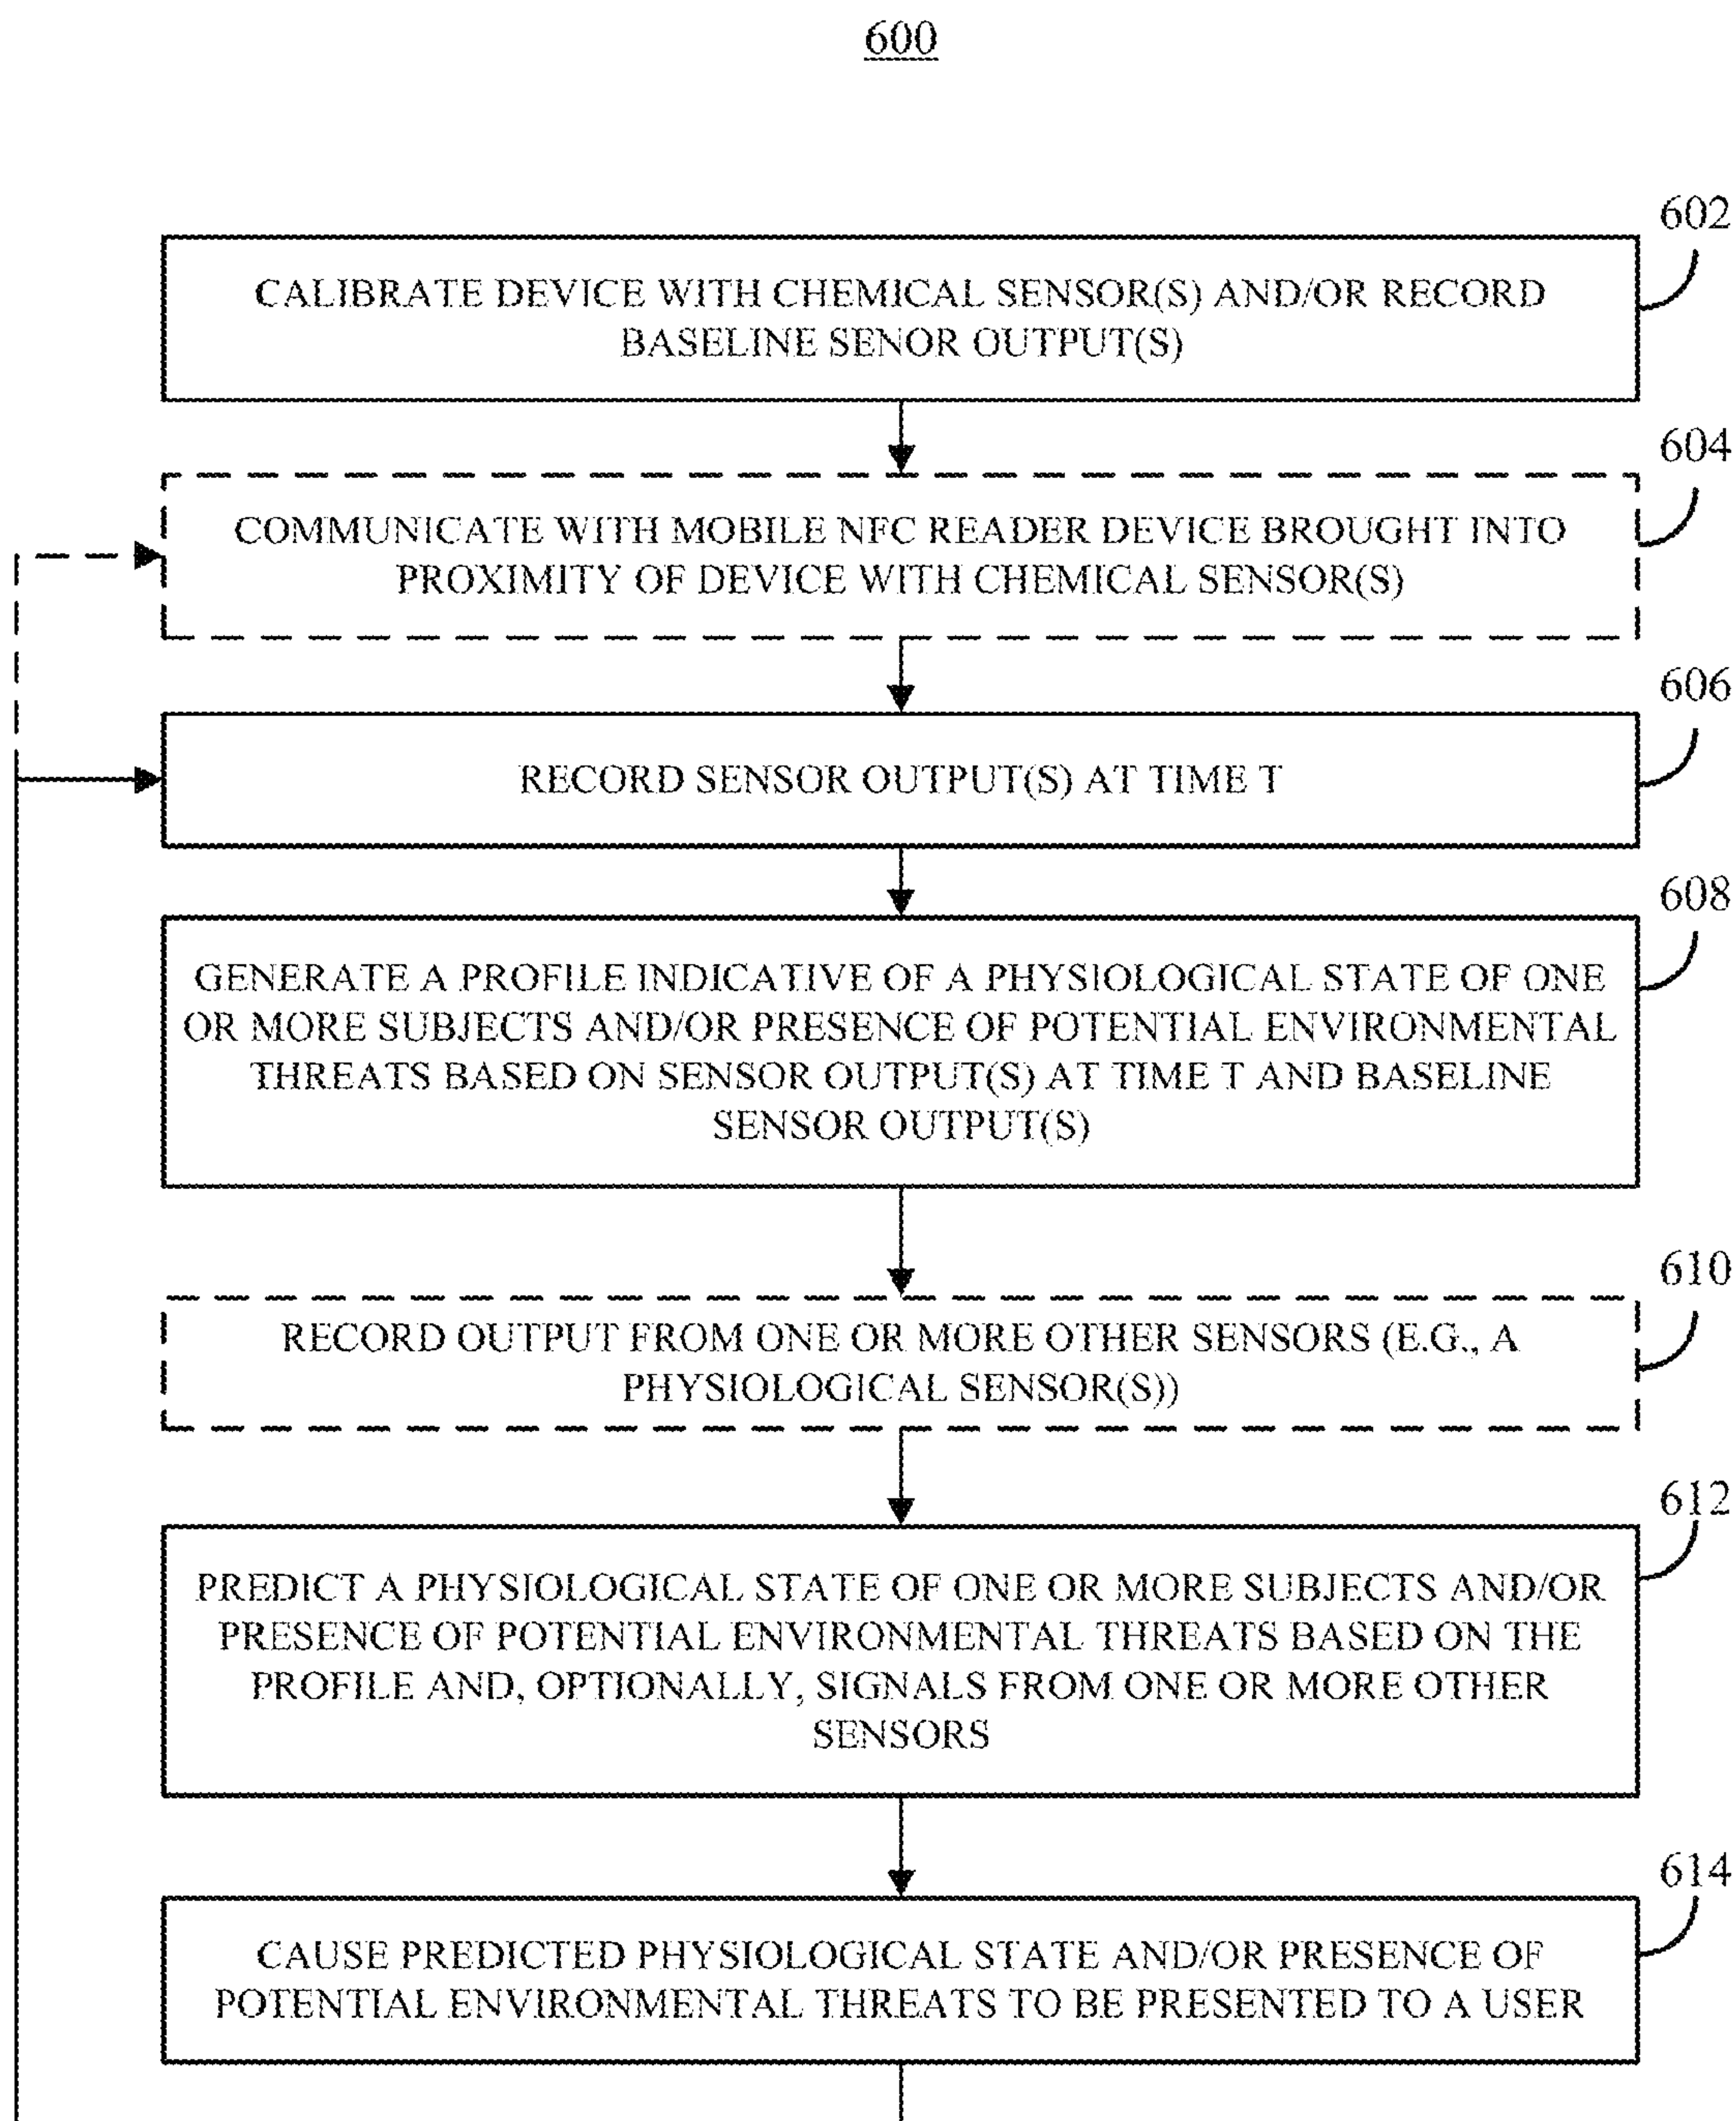 600
602
CALIBRATE DEVICE WITH CHEMICAL SENSOR(S) AND/OR RECORD
BASELINE SENOR OUTPUT(S)
604
COMMUNICATE WITH MOBILE NFC READER DEVICE BROUGHT INTO
PROXIMITY OF DEVICE WITH CHEMICAL SENSOR(S)
606
RECORD SENSOR OUTPUT(S) AT TIME T
608
GENERATE A PROFILE INDICATIVE OF A PHYSIOLOGICAL STATE OF ONE
OR MORE SUBJECTS AND/OR PRESENCE OF POTENTIAL ENVIRONMENTAL
THREATS BASED ON SENSOR OUTPUT(S) AT TIME T AND BASELINE
SENSOR OUTPUT(S)
610
RECORD OUTPUT FROM ONE OR MORE OTHER SENSORS (E.G., A
PHYSIOLOGICAL SENSOR(S))
612
PREDICT A PHYSIOLOGICAL STATE OF ONE OR MORE SUBJECTS AND/OR
PRESENCE OF POTENTIAL ENVIRONMENTAL THREATS BASED ON THE
PROFILE AND, OPTIONALLY, SIGNALS FROM ONE OR MORE OTHER
SENSORS
614
CAUSE PREDICTED PHYSIOLOGICAL STATE AND/OR PRESENCE OF
POTENTIAL ENVIRONMENTAL THREATS TO BE PRESENTED TO A USER